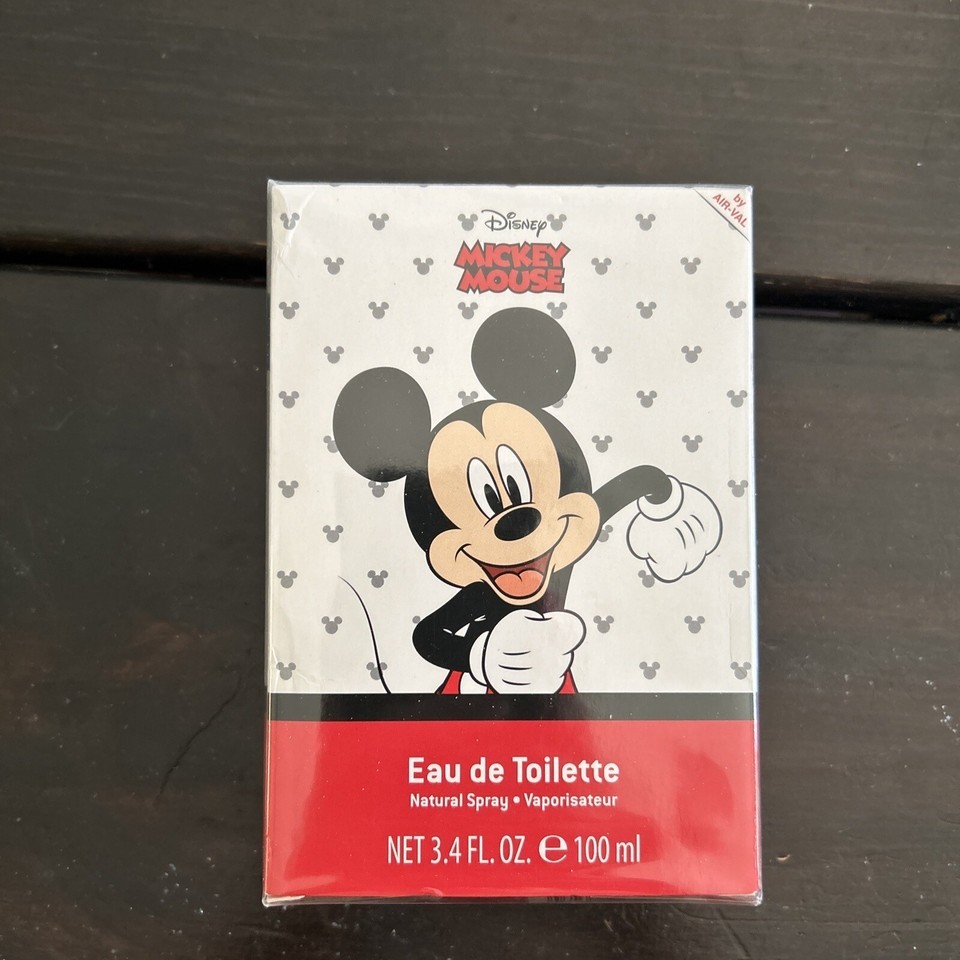 Disney
MICKEY
MOUSE
by
AIR-VAL
Eau de Toilette
Natural Spray • Vaporisateur
NET 3.4 FL. OZ. ℮ 100 ml